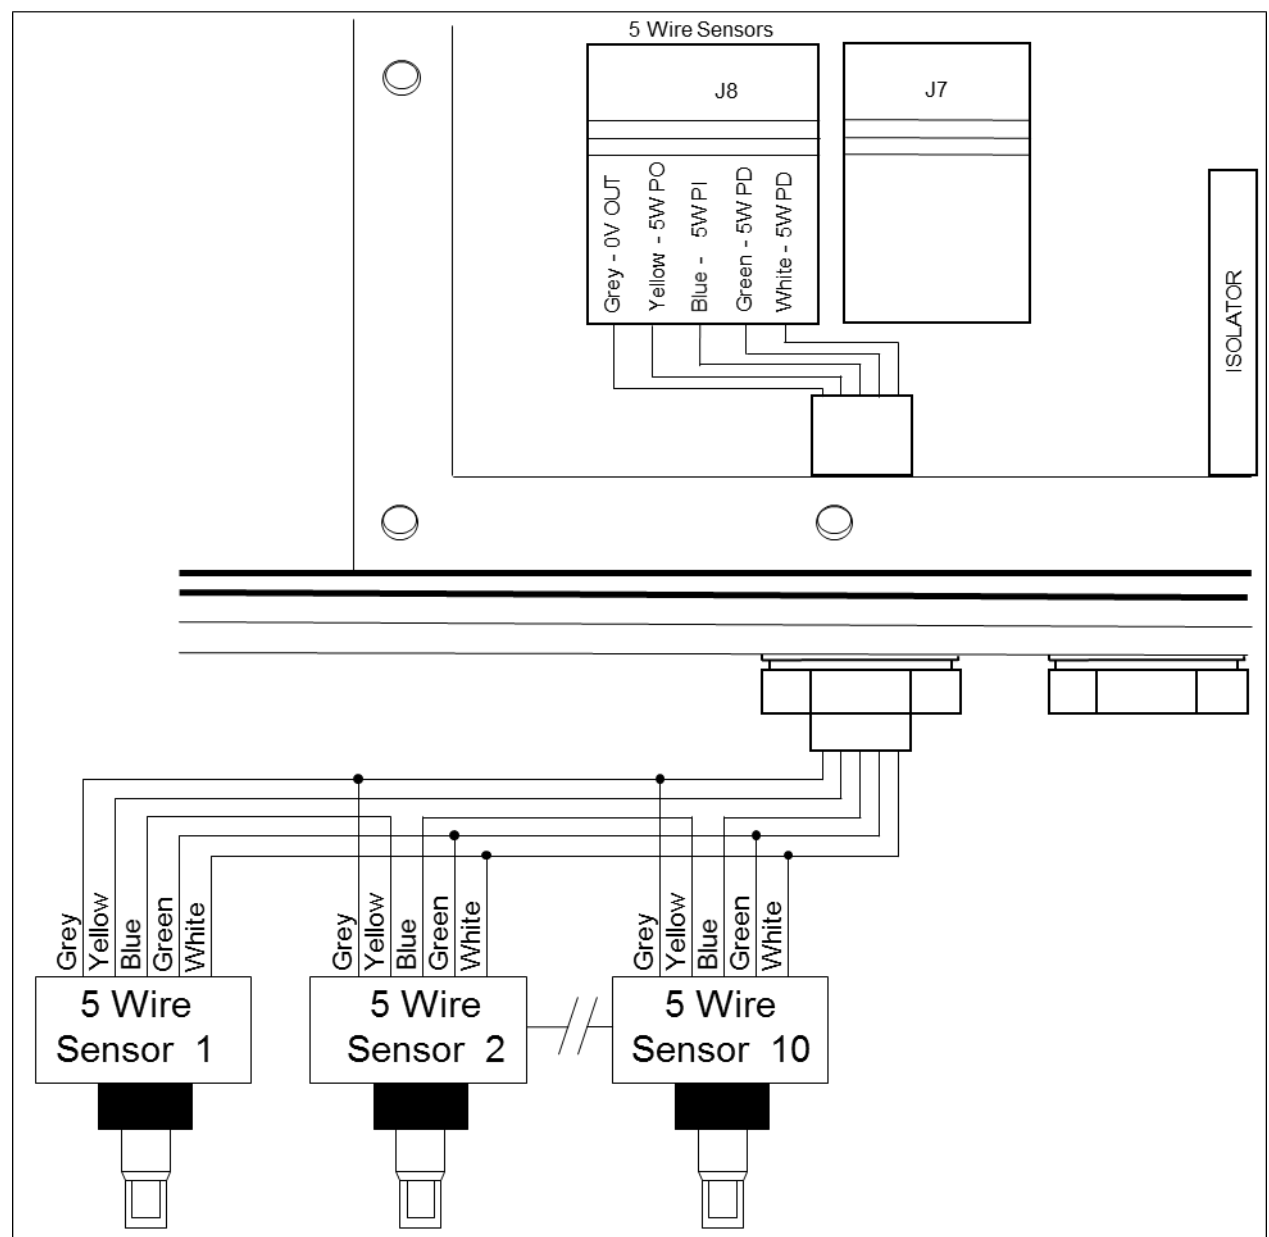 5 Wire Sensors
J8
J7
Grey - 0V OUT
Yellow - 5W PO
Blue - 5W PI
Green - 5W PD
White - 5W PD
ISOLATOR
Grey
Yellow
Blue
Green
White
Grey
Yellow
Blue
Green
White
Grey
Yellow
Blue
Green
White
5 Wire
Sensor 1
5 Wire
Sensor 2
5 Wire
Sensor 10